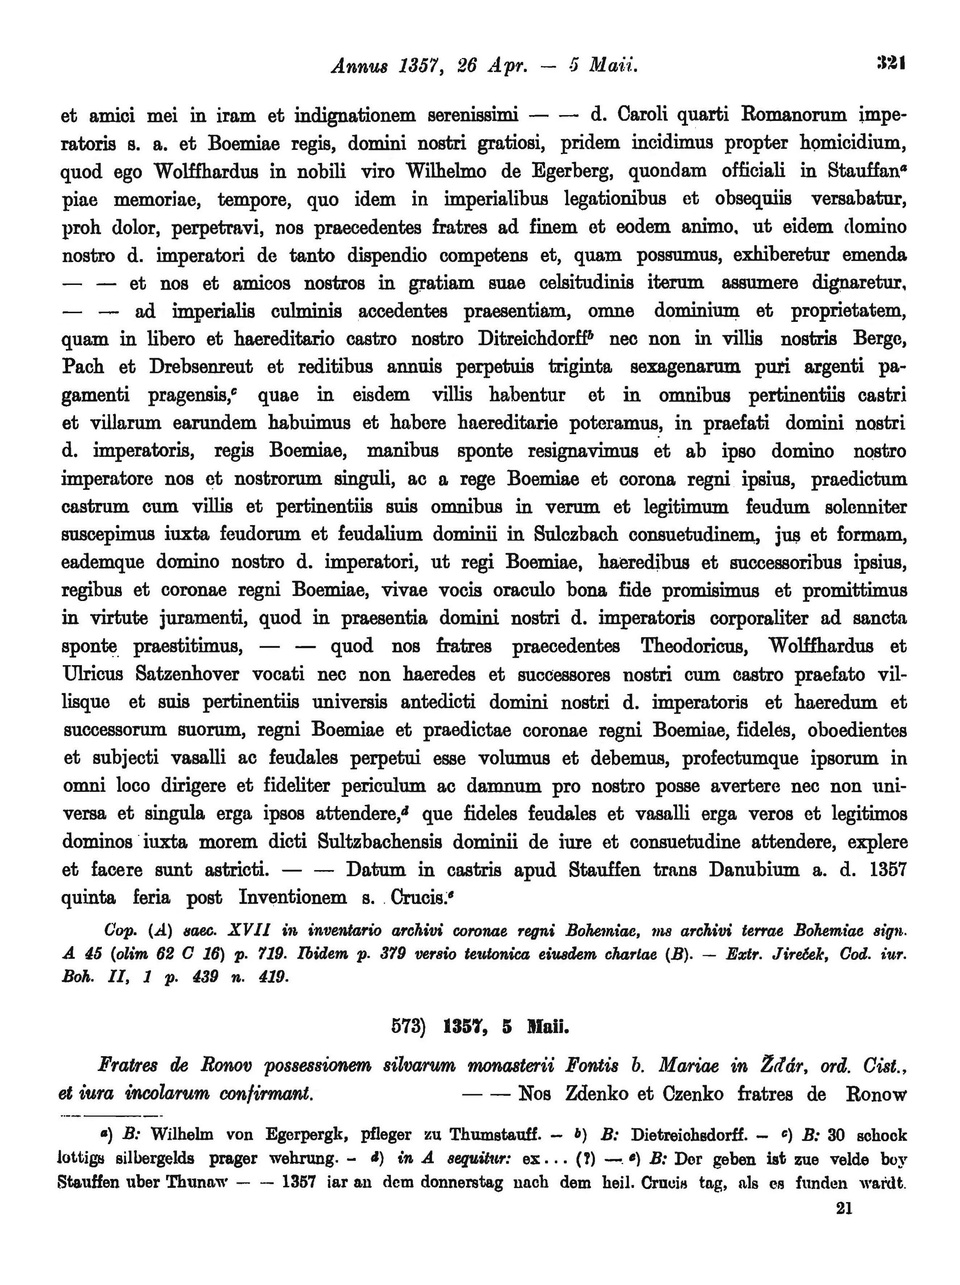 Annus 1357, 26 Apr. — 5 Maii. 321
et amici mei in iram et indignationem serenissimi — — d. Caroli quarti Romanorum impe-
ratoris s. a. et Boemiae regis, domini nostri gratiosi, pridem incidimus propter homicidium,
quod ego Wolffhardus in nobili viro Wilhelmo de Egerberg, quondam officiali in Stauffanᵃ
piae memoriae, tempore, quo idem in imperialibus legationibus et obsequiis versabatur,
proh dolor, perpetravi, nos praecedentes fratres ad finem et eodem animo, ut eidem domino
nostro d. imperatori de tanto dispendio competens et, quam possumus, exhiberetur emenda
— — et nos et amicos nostros in gratiam suae celsitudinis iterum assumere dignaretur,
— — ad imperialis culminis accedentes praesentiam, omne dominium et proprietatem,
quam in libero et haereditario castro nostro Ditreichdorffᵇ nec non in villis nostris Berge,
Pach et Drebsenreut et reditibus annuis perpetuis triginta sexagenarum puri argenti pa-
gamenti pragensis,ᶜ quae in eisdem villis habentur et in omnibus pertinentiis castri
et villarum earundem habuimus et habere haereditarie poteramus, in praefati domini nostri
d. imperatoris, regis Boemiae, manibus sponte resignavimus et ab ipso domino nostro
imperatore nos et nostrorum singuli, ac a rege Boemiae et corona regni ipsius, praedictum
castrum cum villis et pertinentiis suis omnibus in verum et legitimum feudum solenniter
suscepimus iuxta feudorum et feudalium dominii in Sulczbach consuetudinem, jus et formam,
eademque domino nostro d. imperatori, ut regi Boemiae, haeredibus et successoribus ipsius,
regibus et coronae regni Boemiae, vivae vocis oraculo bona fide promisimus et promittimus
in virtute juramenti, quod in praesentia domini nostri d. imperatoris corporaliter ad sancta
sponte praestitimus, — — quod nos fratres praecedentes Theodoricus, Wolffhardus et
Ulricus Satzenhover vocati nec non haeredes et successores nostri cum castro praefato vil-
lisque et suis pertinentiis universis antedicti domini nostri d. imperatoris et haeredum et
successorum suorum, regni Boemiae et praedictae coronae regni Boemiae, fideles, oboedientes
et subjecti vasalli ac feudales perpetui esse volumus et debemus, profectumque ipsorum in
omni loco dirigere et fideliter periculum ac damnum pro nostro posse avertere nec non uni-
versa et singula erga ipsos attendere,ᵈ que fideles feudales et vasalli erga veros et legitimos
dominos iuxta morem dicti Sultzbachensis dominii de iure et consuetudine attendere, explere
et facere sunt astricti. — — Datum in castris apud Stauffen trans Danubium a. d. 1357
quinta feria post Inventionem s. Crucis.ᵉ
Cop. (A) saec. XVII in inventario archivi coronae regni Bohemiae, ms archivi terrae Bohemiae sign.
A 45 (olim 62 C 16) p. 719. Ibidem p. 379 versio teutonica eiusdem chartae (B). — Extr. Jireček, Cod. iur.
Boh. II, 1 p. 439 n. 419.
573) 1357, 5 Maii.
Fratres de Ronov possessionem silvarum monasterii Fontis b. Mariae in Žďár, ord. Cist.,
et iura incolarum confirmant. — — Nos Zdenko et Czenko fratres de Ronow
ᵃ) B: Wilhelm von Egerpergk, pfleger zu Thumstauff. — ᵇ) B: Dietreichsdorff. — ᶜ) B: 30 schock
lottigs silbergelds prager wehrung. — ᵈ) in A sequitur: ex... (?) — ᵉ) B: Der geben ist zue velde bey
Stauffen uber Thunaw — — 1357 iar an dem donnerstag nach dem heil. Crucis tag, als es funden wardt.
21